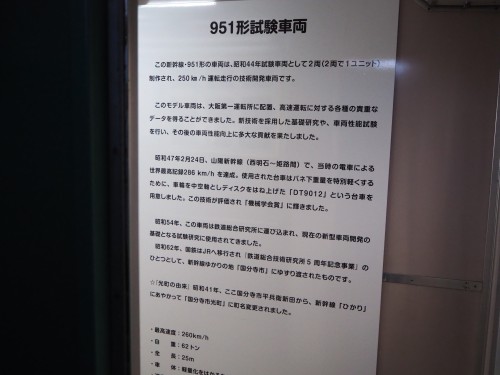 951形試験車両
この新幹線・951形の車両は、昭和44年試験車両として2両(2両で1ユニット)
制作され、250㎞/h運転走行の技術開発車両です。
このモデル車両は、大阪第一運転所に配置、高速運転に対する各種の貴重な
データを得ることができました。新技術を採用した基礎研究や、車両性能試験
を行い、その後の車両性能向上に多大な貢献を果たしました。
昭和47年2月24日、山陽新幹線（西明石〜姫路間）で、当時の電車による
世界最高記録286 km/hを達成。使用された台車はバネ下重量を特別軽くする
ために、車輪を中空軸としディスクをはね上げた「DT9012」という台車を
用意しました。この技術が評価され「機械学会賞」に輝きました。
昭和54年、この車両は鉄道総合研究所に運び込まれ、現在の新型車両開発の
基礎となる試験研究に使用されてきました。
昭和62年、国鉄はJRへ移行され「鉄道総合技術研究所5周年記念事業」の
ひとつとして、新幹線ゆかりの地「国分寺市」にゆずり渡されたものです。
☆「光町の由来」昭和41年、ここ国分寺市平兵衛新田から、新幹線「ひかり」
にあやかって「国分寺市光町」に町名変更されました。
・最高速度：260km/h
・自　重：62トン
・全　長：25m
・車　体：軽量化をはかる